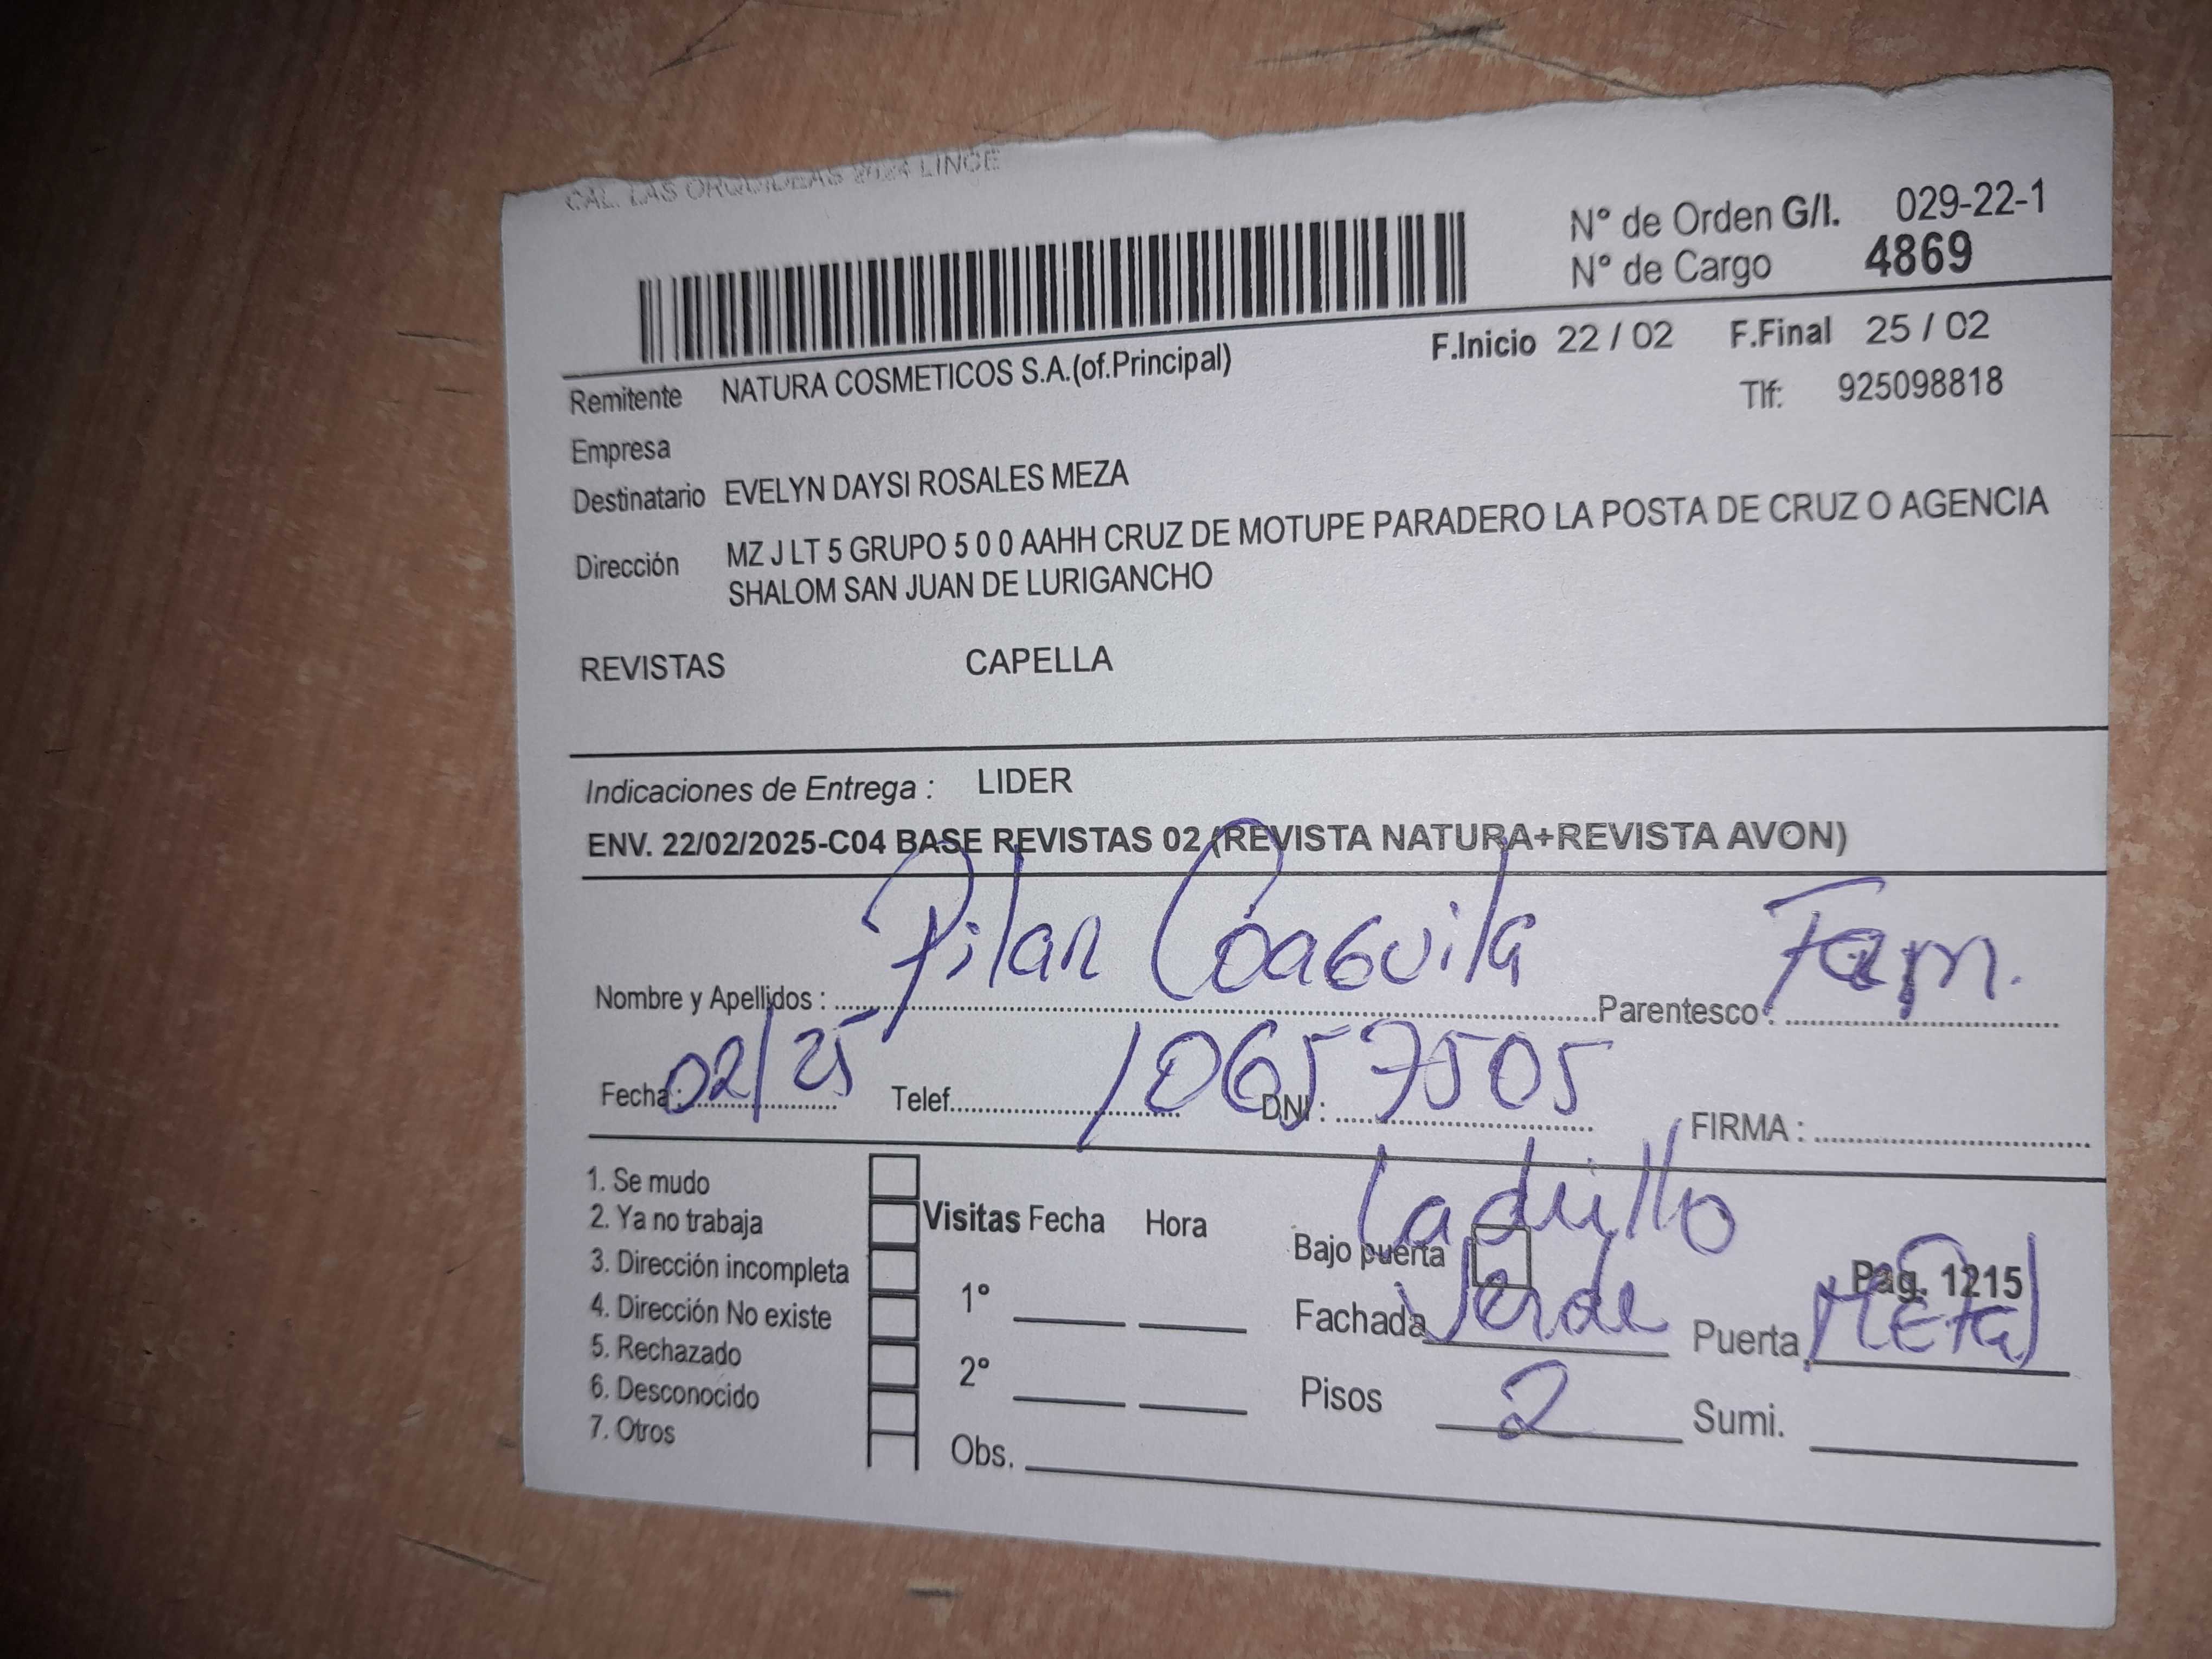 CAL. LAS ORQUIDEAS 2024 LINCE
N° de Orden G/I. 029-22-1
N° de Cargo 4869
F.Inicio 22 / 02 F.Final 25 / 02
Remitente NATURA COSMETICOS S.A.(of.Principal)
Tlf: 925098818
Empresa
Destinatario EVELYN DAYSI ROSALES MEZA
Dirección MZ J LT 5 GRUPO 5 0 0 AAHH CRUZ DE MOTUPE PARADERO LA POSTA DE CRUZ O AGENCIA
SHALOM SAN JUAN DE LURIGANCHO
REVISTAS CAPELLA
Indicaciones de Entrega : LIDER
ENV. 22/02/2025-C04 BASE REVISTAS 02 (REVISTA NATURA+REVISTA AVON)
Nombre y Apellidos : Pilar Coaguila Parentesco : Fam.
Fecha : 02/25 Telef. DNI : 10657505 FIRMA :
1. Se mudo
2. Ya no trabaja
3. Dirección incompleta
4. Dirección No existe
5. Rechazado
6. Desconocido
7. Otros
Visitas Fecha Hora
1°
2°
Obs.
Ladrillo
Bajo puerta Pag. 1215
Fachada Verde Puerta Metal
Pisos 2 Sumi.